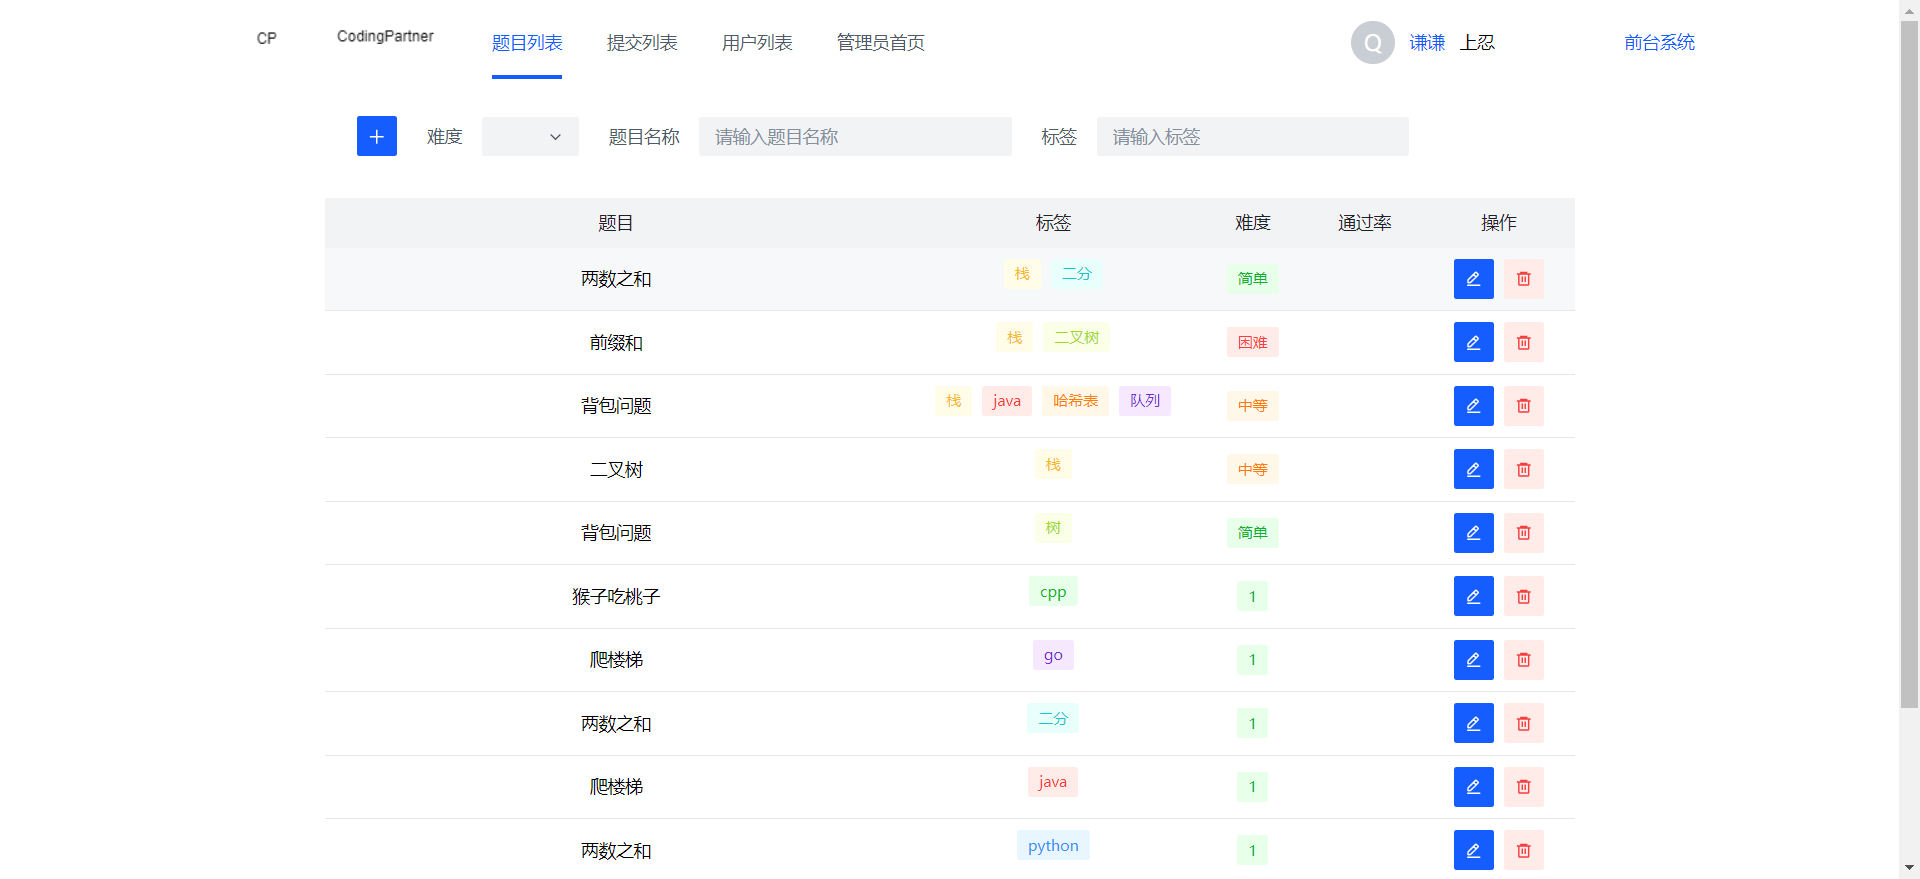 CP CodingPartner 题目列表 提交列表 用户列表 管理员首页 Q 谦谦 上忍 前台系统
难度 题目名称 请输入题目名称 标签 请输入标签
题目 标签 难度 通过率 操作
两数之和 栈 二分 简单
前缀和 栈 二叉树 困难
背包问题 栈 java 哈希表 队列 中等
二叉树 栈 中等
背包问题 树 简单
猴子吃桃子 cpp 1
爬楼梯 go 1
两数之和 二分 1
爬楼梯 java 1
两数之和 python 1